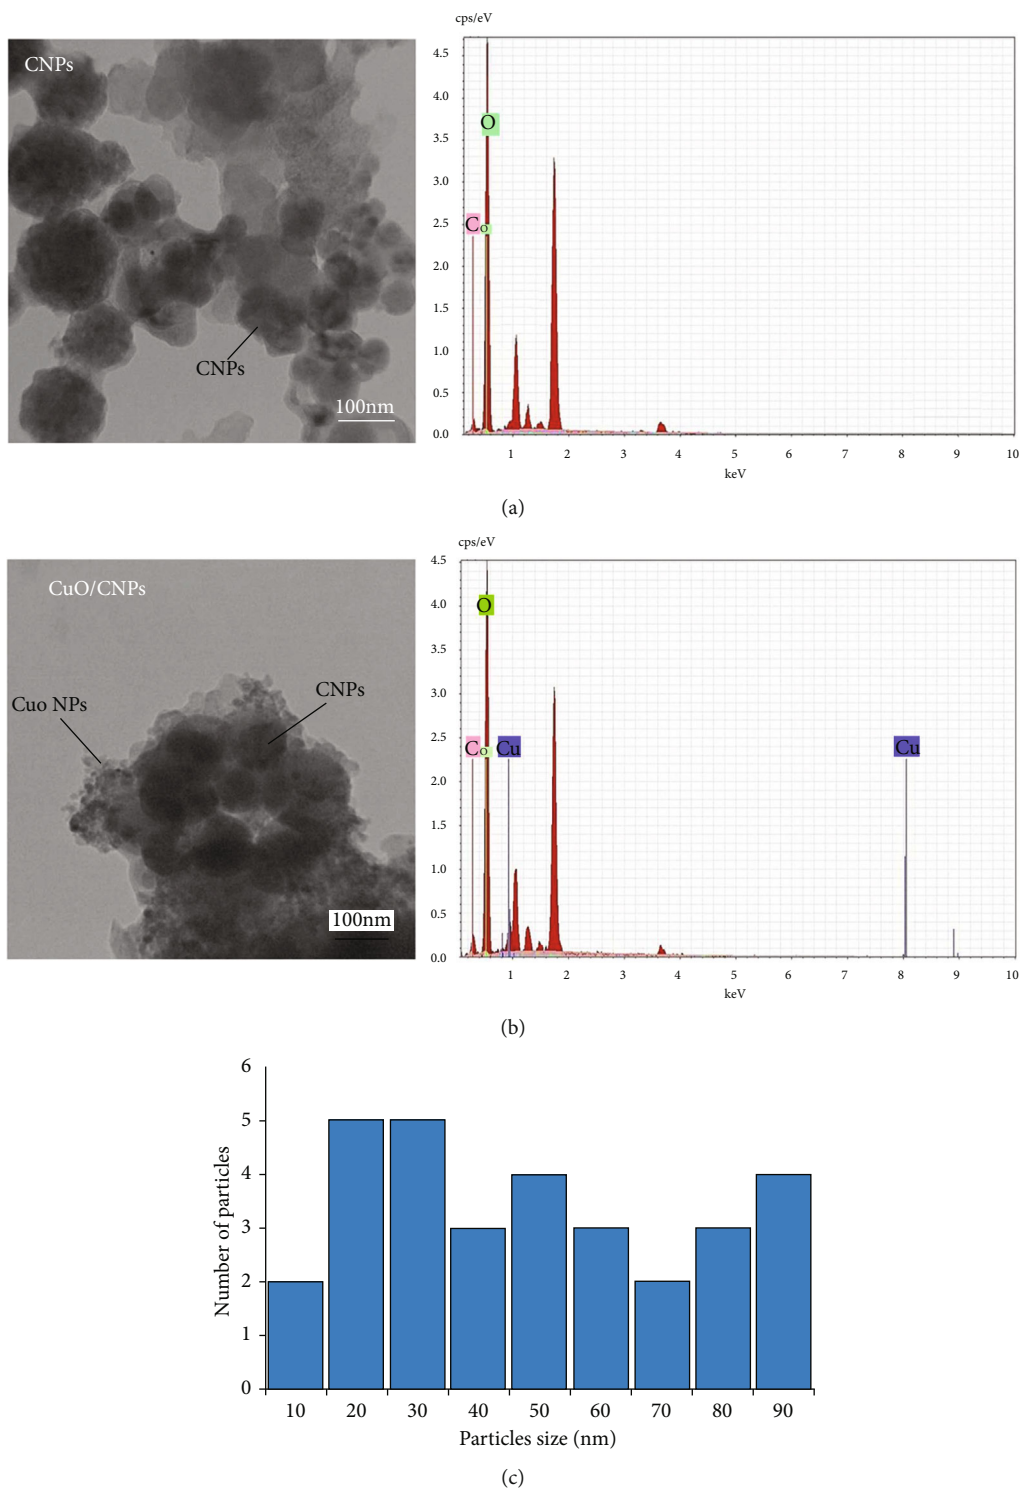 CNPs
CNPs
100nm
cps/eV
4.5
4.0
3.5
3.0
2.5
2.0
1.5
1.0
0.5
0.0
O
C O
1 2 3 4 5 6 7 8 9 10
keV
(a)
CuO/CNPs
Cuo NPs
CNPs
100nm
cps/eV
4.5
4.0
3.5
3.0
2.5
2.0
1.5
1.0
0.5
0.0
O
C O Cu
Cu
1 2 3 4 5 6 7 8 9 10
keV
(b)
Number of particles
6
5
4
3
2
1
0
10 20 30 40 50 60 70 80 90
Particles size (nm)
(c)